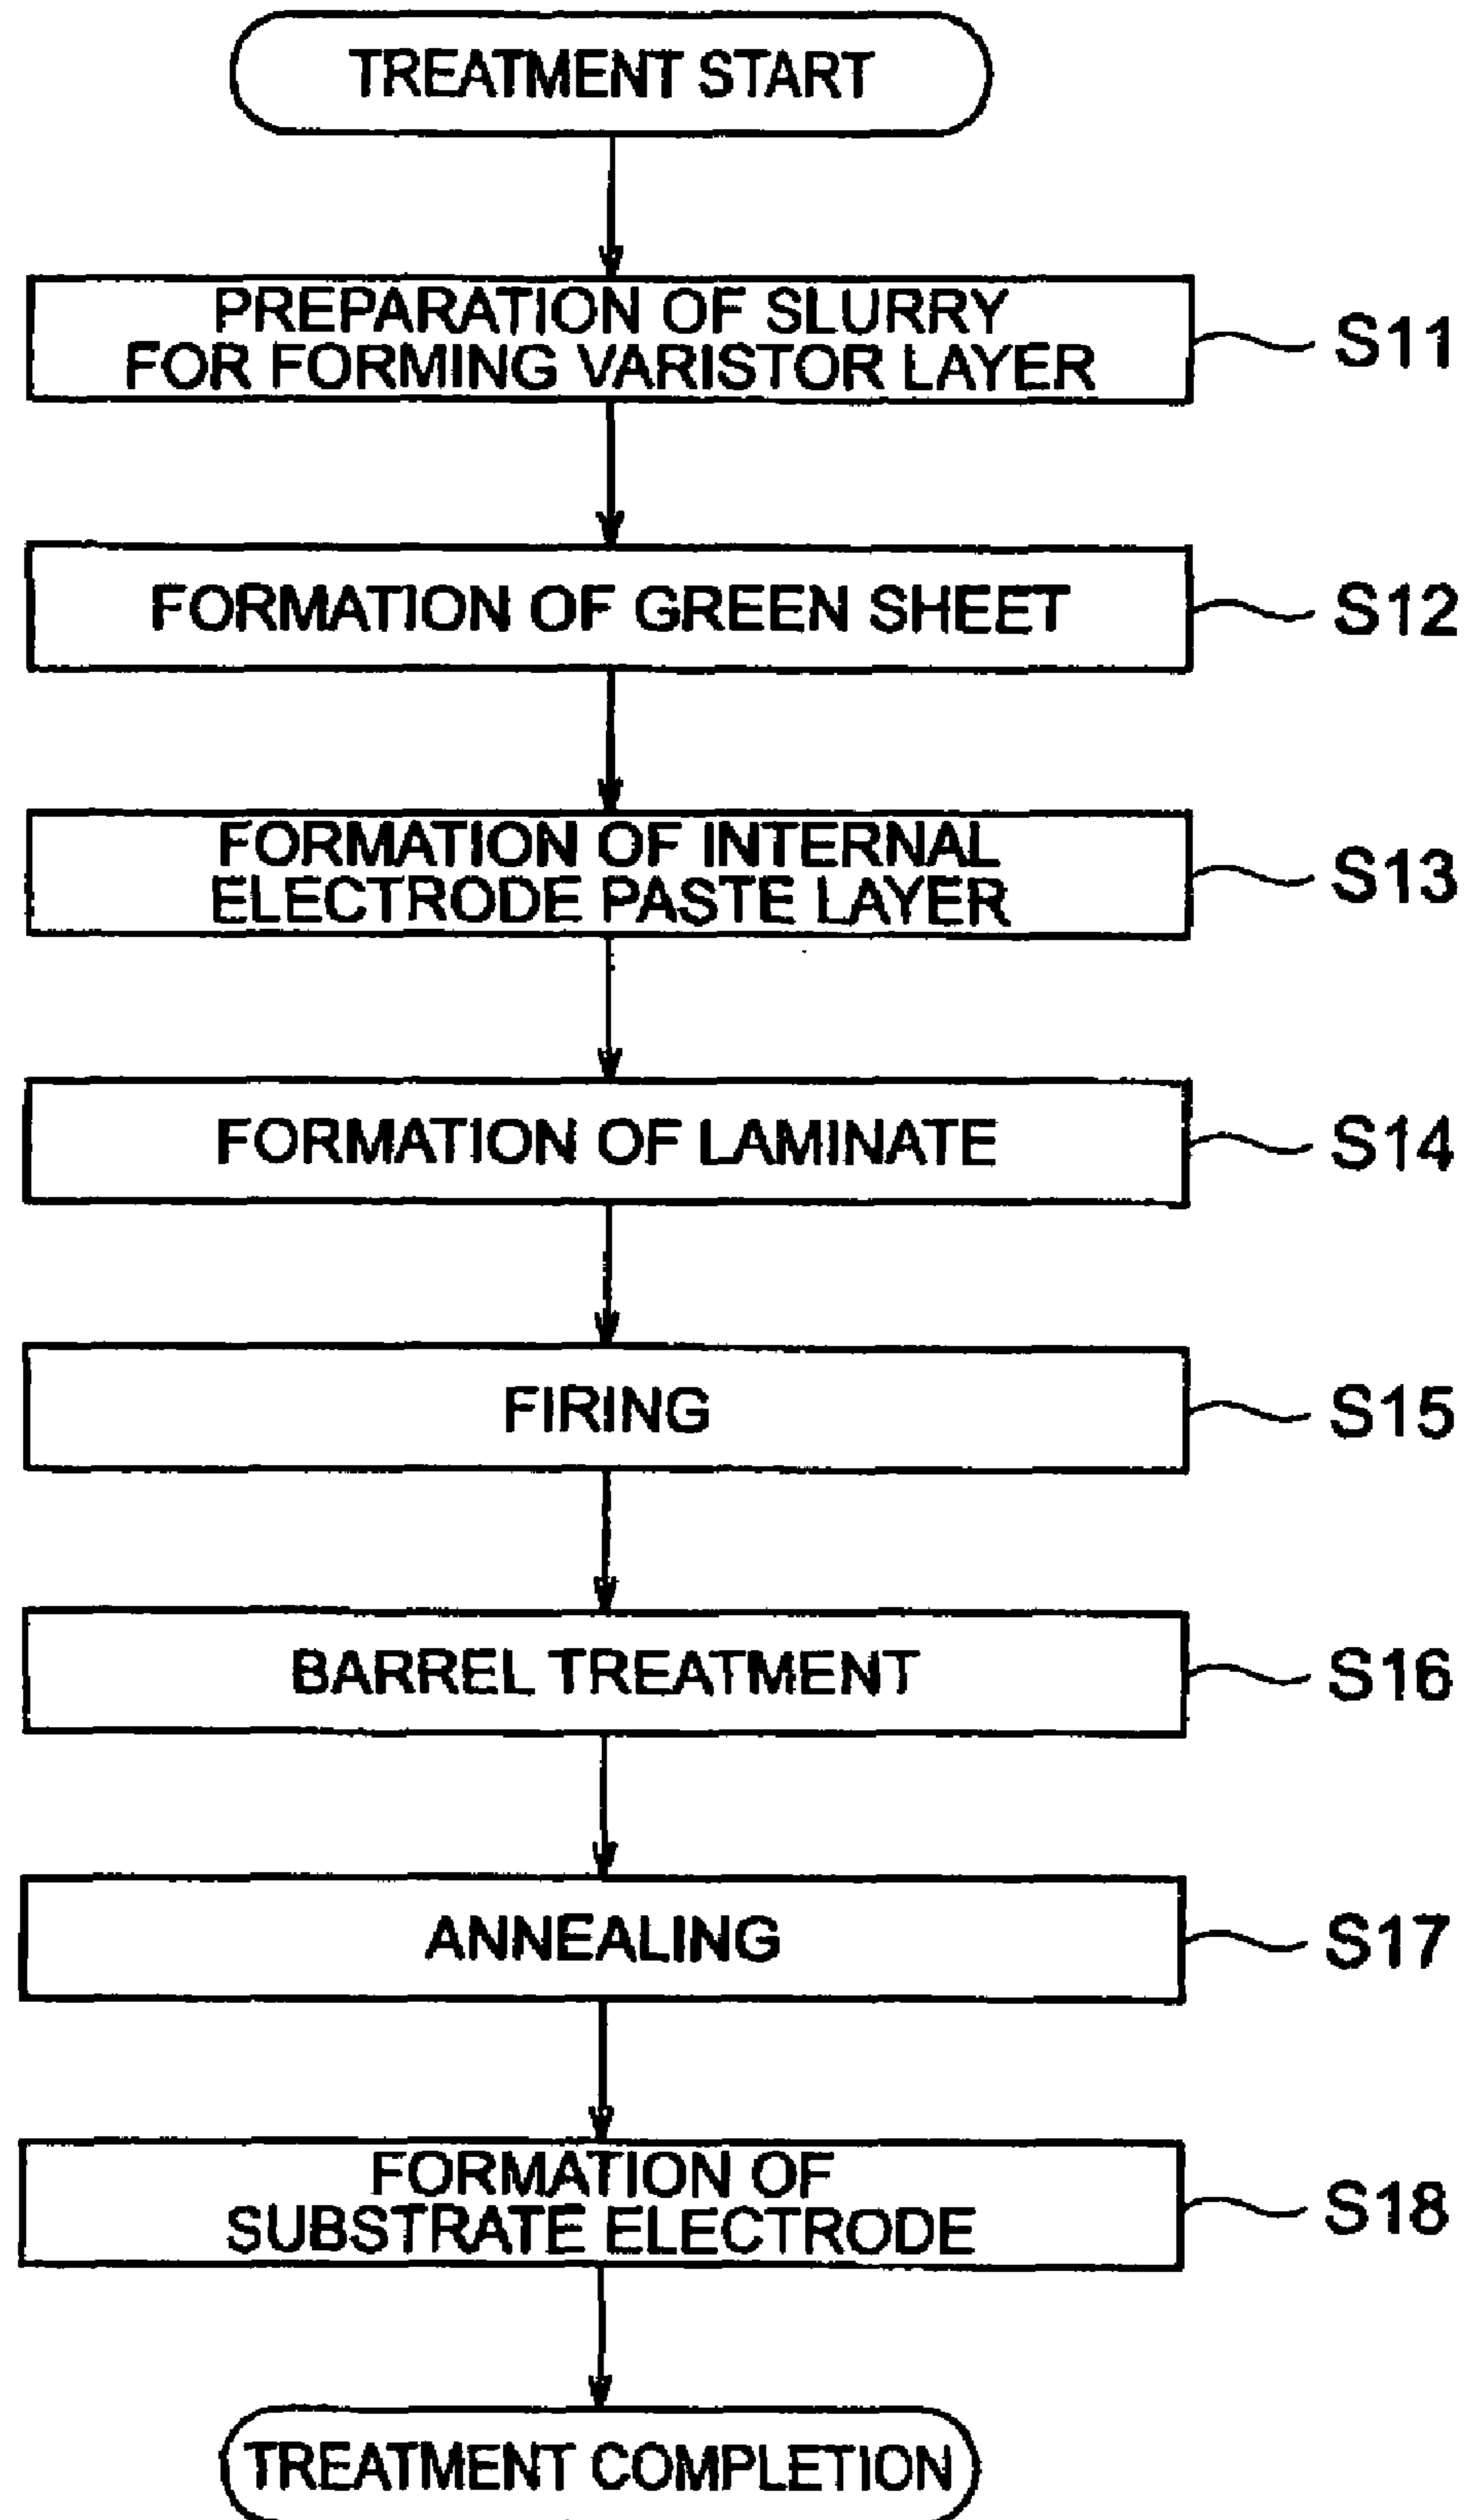 TREATMENT START
PREPARATION OF SLURRY
FOR FORMING VARISTOR LAYER
S11
FORMATION OF GREEN SHEET
S12
FORMATION OF INTERNAL
ELECTRODE PASTE LAYER
S13
FORMATION OF LAMINATE
S14
FIRING
S15
BARREL TREATMENT
S16
ANNEALING
S17
FORMATION OF
SUBSTRATE ELECTRODE
S18
TREATMENT COMPLETION